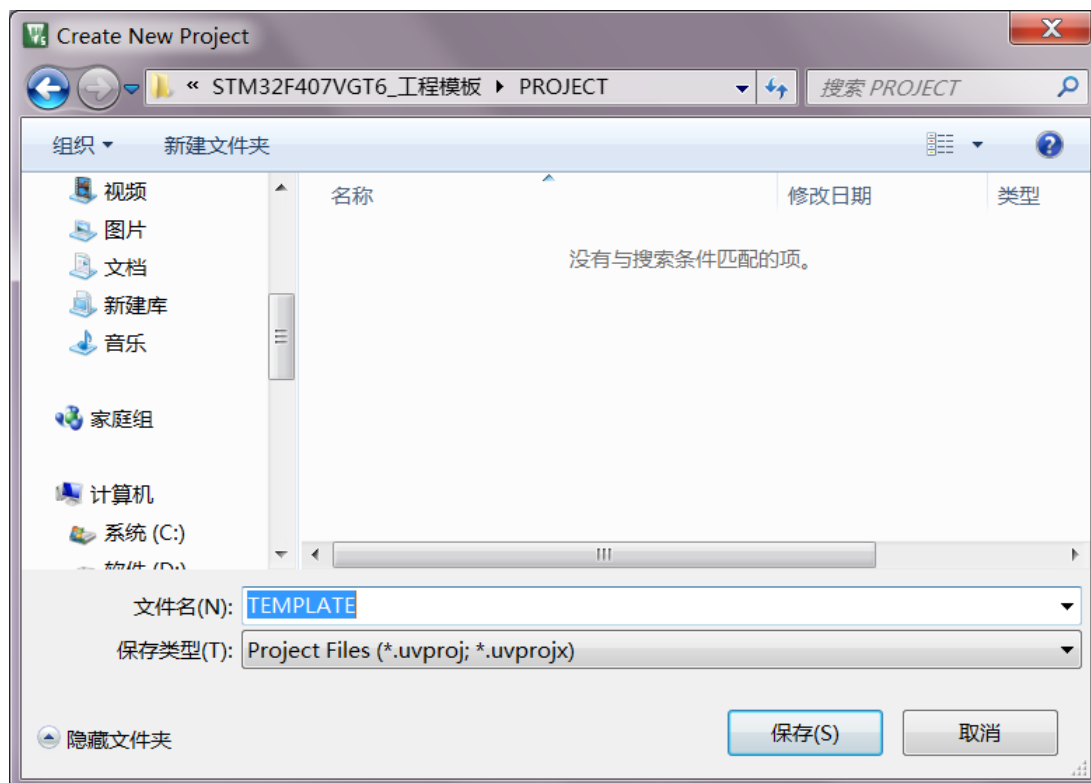 Create New Project
« STM32F407VGT6_工程模板 ▸ PROJECT
搜索 PROJECT
组织
新建文件夹
名称
修改日期
类型
没有与搜索条件匹配的项。
视频
图片
文档
新建库
音乐
家庭组
计算机
系统 (C:)
软件 (D:)
文件名(N): TEMPLATE
保存类型(T): Project Files (*.uvproj; *.uvprojx)
隐藏文件夹
保存(S)
取消